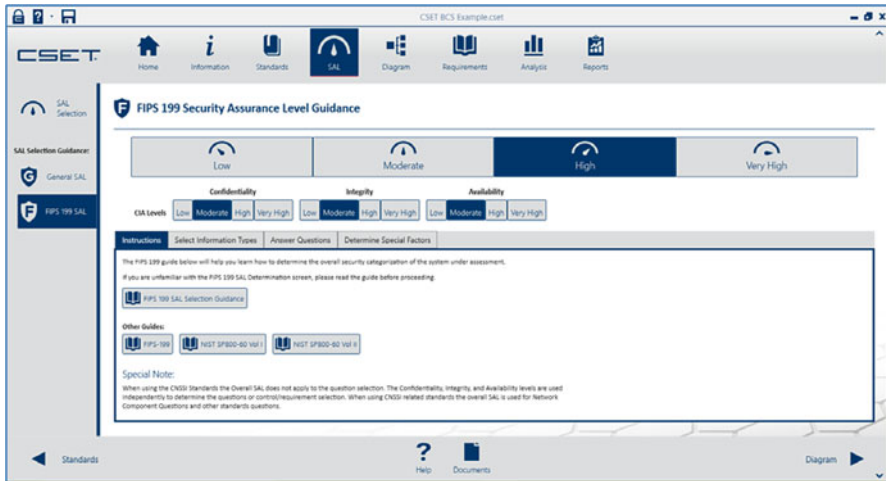 CSET BCS Example.cset
CSET
Home
Information
Standards
SAL
Diagram
Requirements
Analysis
Reports
SAL
Selection
SAL Selection Guidance:
General SAL
FIPS 199 SAL
FIPS 199 Security Assurance Level Guidance
Low
Moderate
High
Very High
Confidentiality
Integrity
Availability
CIA Levels
Low Moderate High Very High
Low Moderate High Very High
Low Moderate High Very High
Instructions
Select Information Types
Answer Questions
Determine Special Factors
The FIPS 199 guide below will help you learn how to determine the overall security categorization of the system under assessment.
If you are unfamiliar with the FIPS 199 SAL Determination screen, please read the guide before proceeding.
FIPS 199 SAL Selection Guidance
Other Guides:
FIPS-199
NIST SP800-60 Vol I
NIST SP800-60 Vol II
Special Note:
When using the CNSSI Standards the Overall SAL does not apply to the question selection. The Confidentiality, Integrity, and Availability levels are used
independently to determine the questions or control/requirement selection. When using CNSSI related standards the overall SAL is used for Network
Component Questions and other standards questions.
Standards
Help
Documents
Diagram